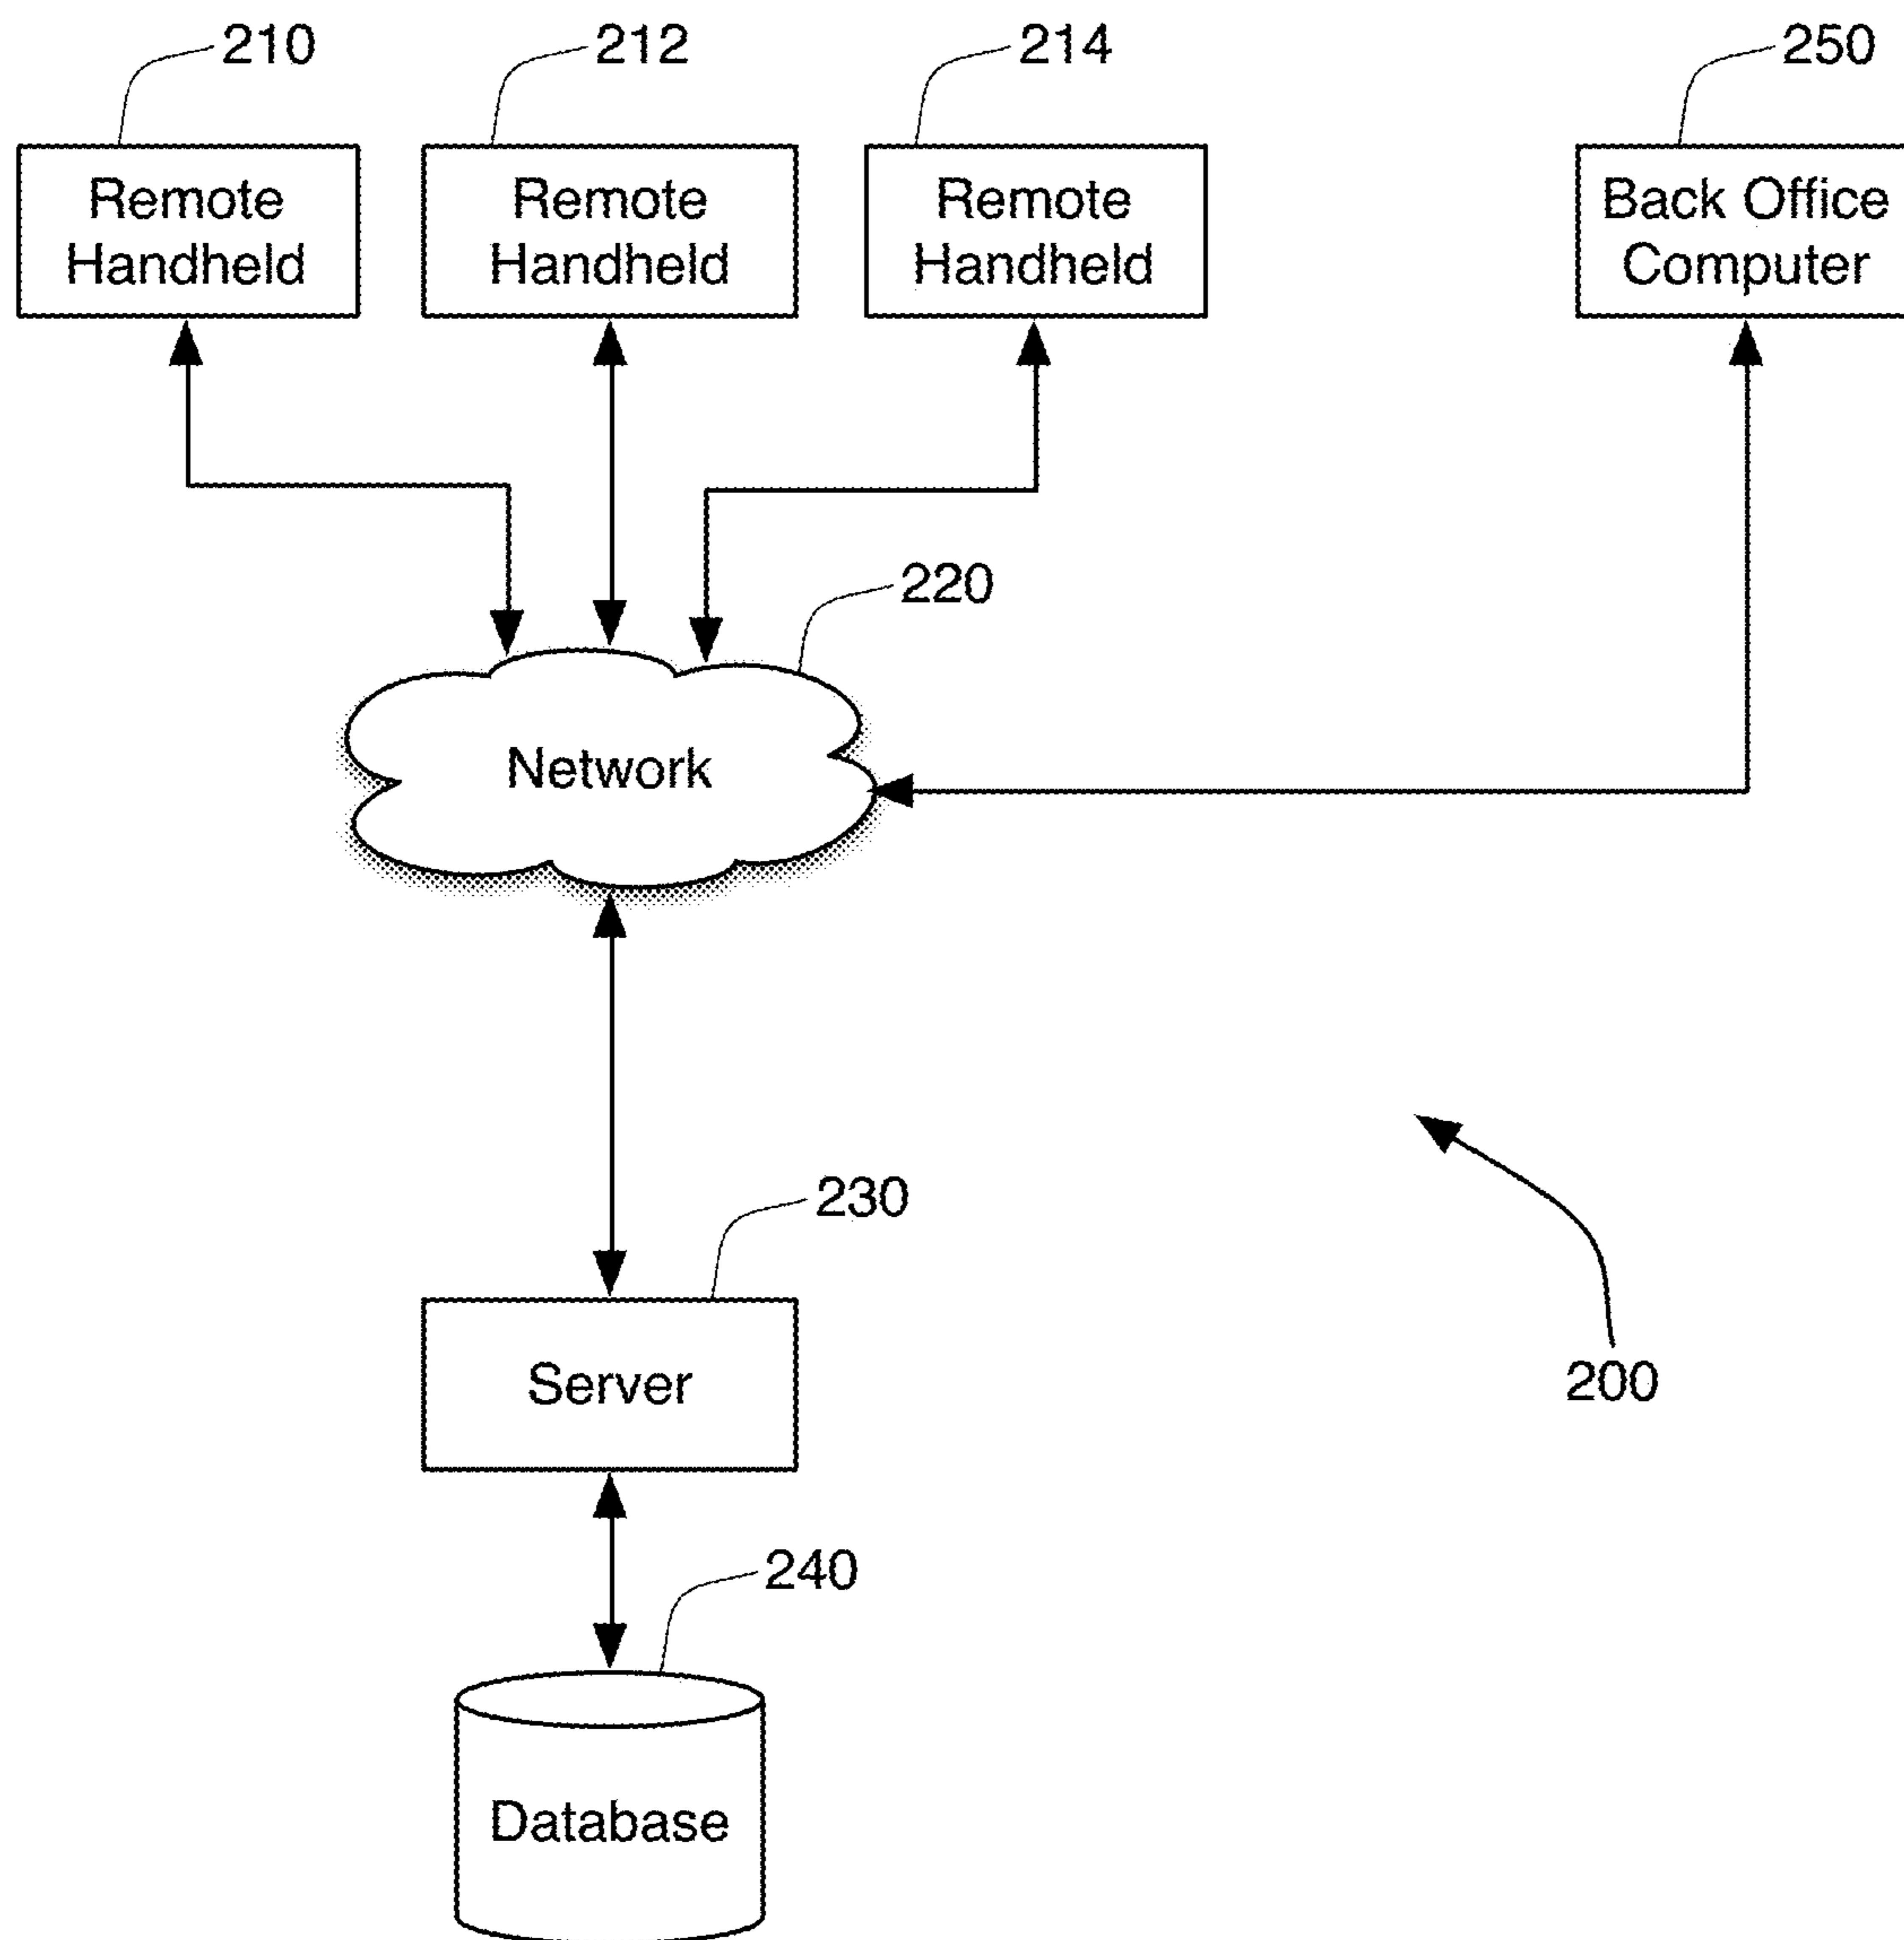 210
212
214
250
Remote
Handheld
Remote
Handheld
Remote
Handheld
Back Office
Computer
220
Network
230
Server
200
240
Database